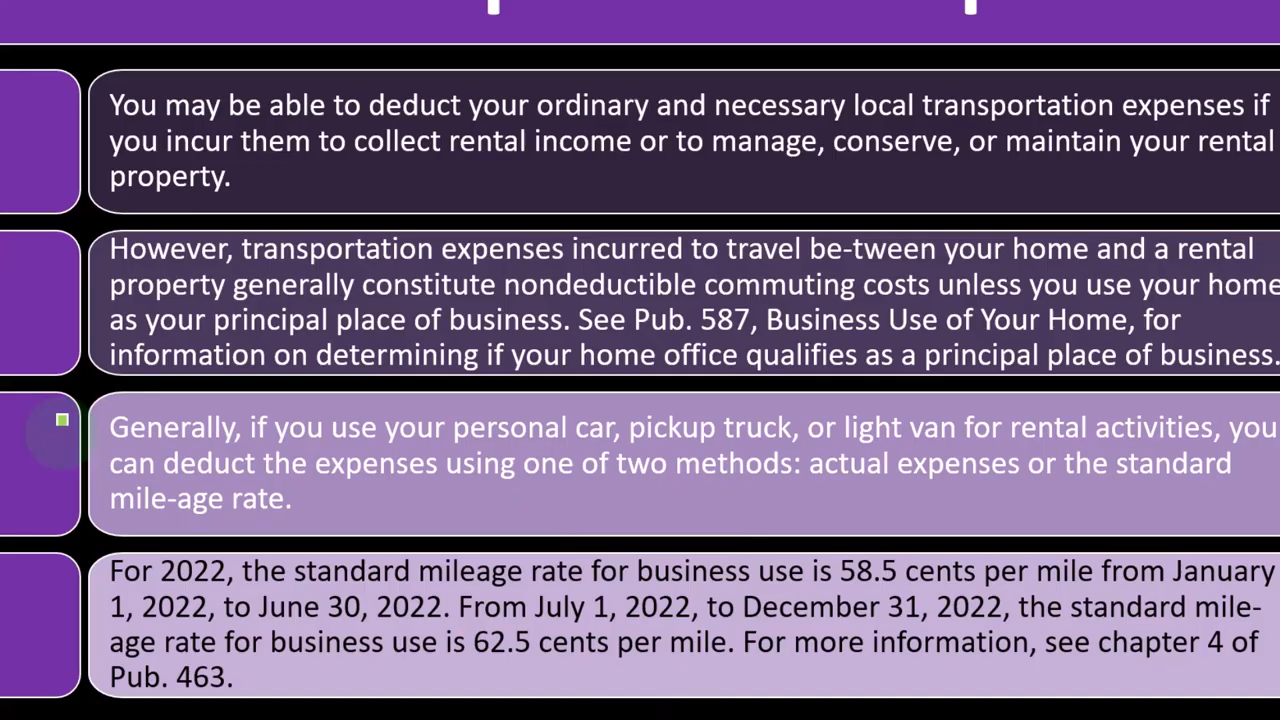 You may be able to deduct your ordinary and necessary local transportation expenses if
you incur them to collect rental income or to manage, conserve, or maintain your rental
property.
However, transportation expenses incurred to travel be-tween your home and a rental
property generally constitute nondeductible commuting costs unless you use your home
as your principal place of business. See Pub. 587, Business Use of Your Home, for
information on determining if your home office qualifies as a principal place of business.
Generally, if you use your personal car, pickup truck, or light van for rental activities, you
can deduct the expenses using one of two methods: actual expenses or the standard
mile-age rate.
For 2022, the standard mileage rate for business use is 58.5 cents per mile from January
1, 2022, to June 30, 2022. From July 1, 2022, to December 31, 2022, the standard mile-
age rate for business use is 62.5 cents per mile. For more information, see chapter 4 of
Pub. 463.